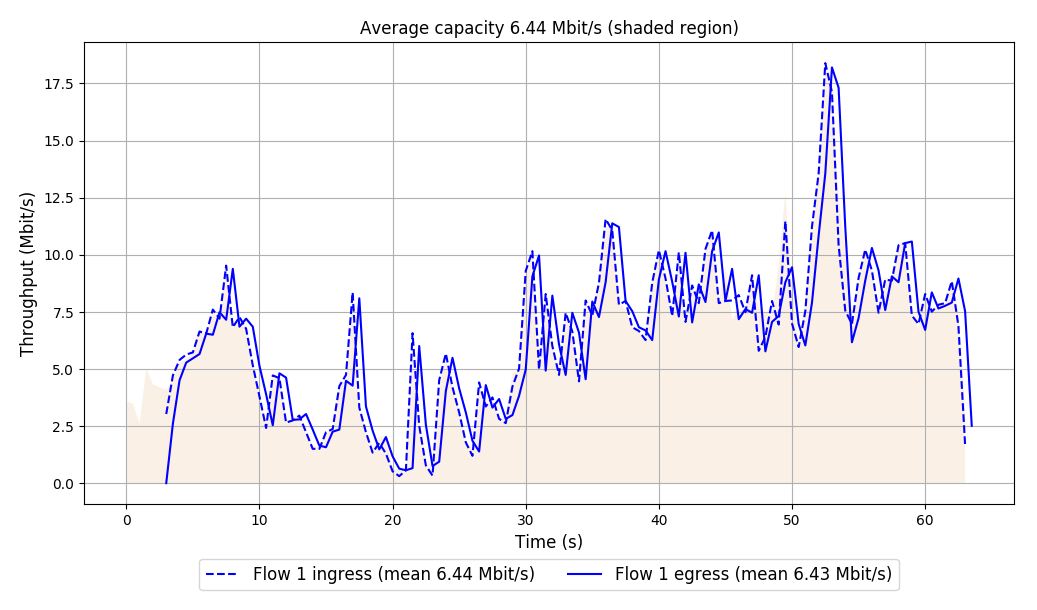 Average capacity 6.44 Mbit/s (shaded region)
Throughput (Mbit/s)
17.5
15.0
12.5
10.0
7.5
5.0
2.5
0.0
0 10 20 30 40 50 60
Time (s)
Flow 1 ingress (mean 6.44 Mbit/s) Flow 1 egress (mean 6.43 Mbit/s)